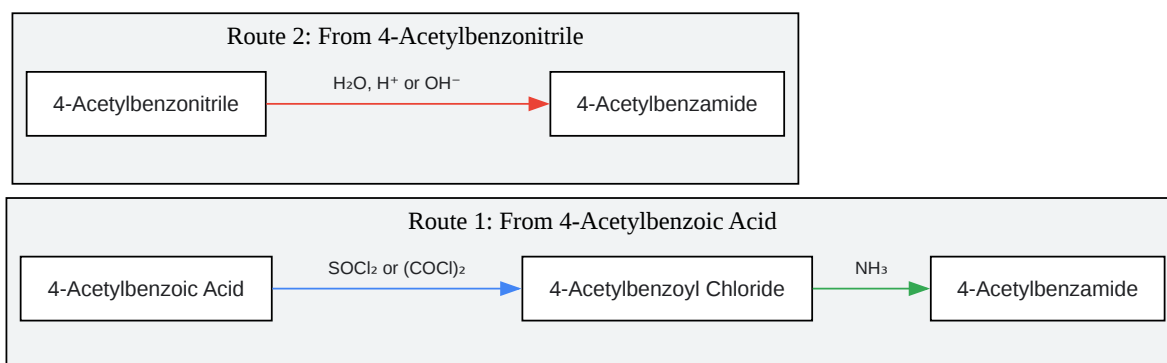 Route 2: From 4-Acetylbenzonitrile
H₂O, H⁺ or OH⁻
4-Acetylbenzonitrile
4-Acetylbenzamide
Route 1: From 4-Acetylbenzoic Acid
SOCl₂ or (COCl)₂
NH₃
4-Acetylbenzoic Acid
4-Acetylbenzoyl Chloride
4-Acetylbenzamide